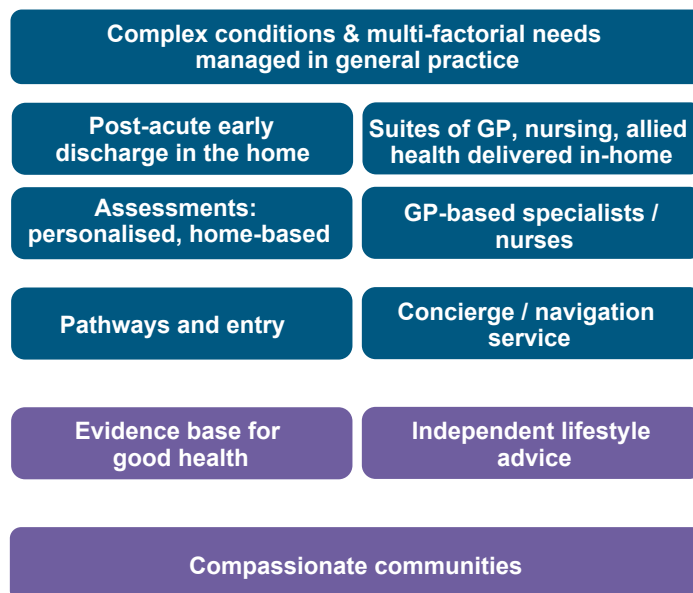 Complex conditions & multi-factorial needs
managed in general practice
Post-acute early
discharge in the home
Suites of GP, nursing, allied
health delivered in-home
Assessments:
personalised, home-based
GP-based specialists /
nurses
Pathways and entry
Concierge / navigation
service
Evidence base for
good health
Independent lifestyle
advice
Compassionate communities